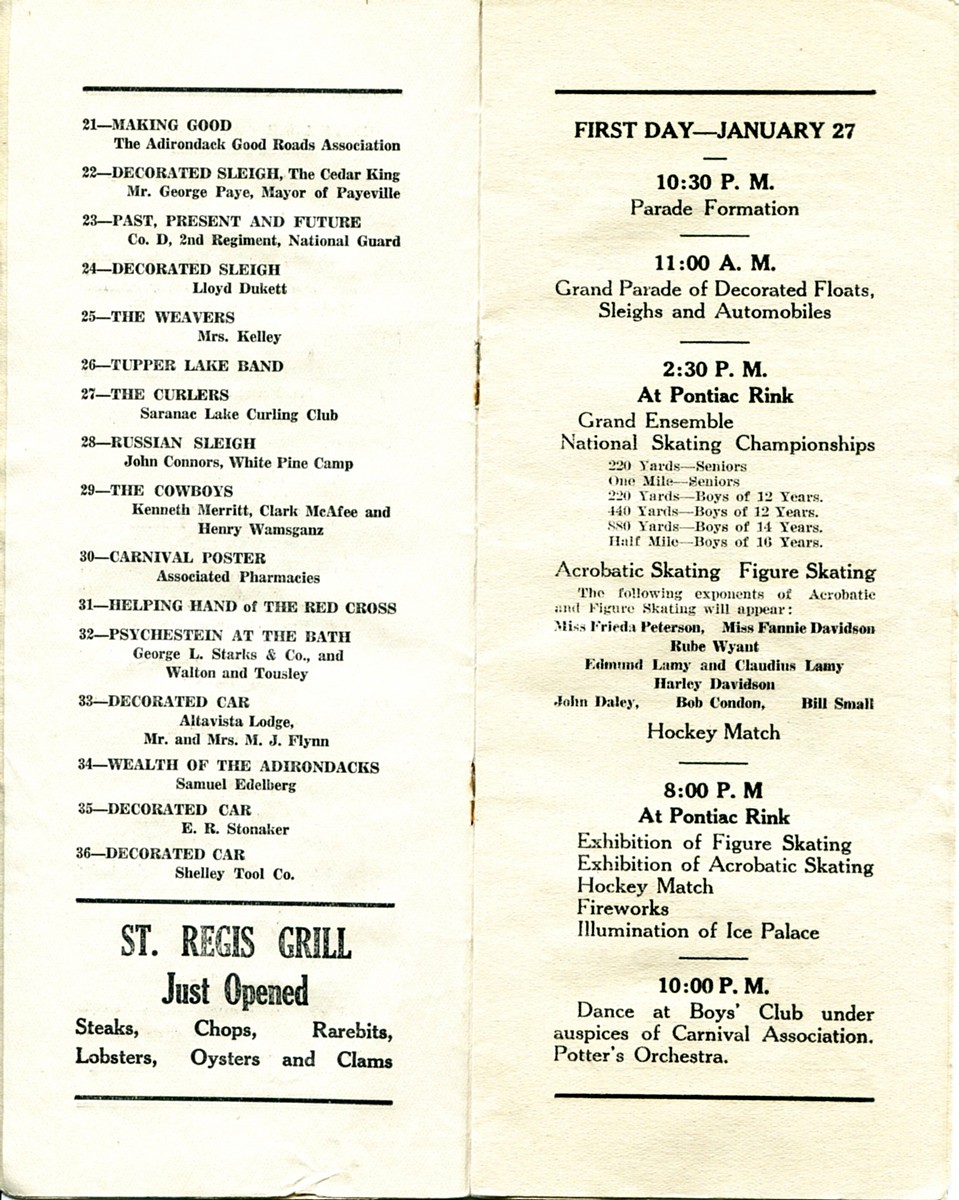 21—MAKING GOOD
The Adirondack Good Roads Association
22—DECORATED SLEIGH, The Cedar King
Mr. George Paye, Mayor of Payeville
23—PAST, PRESENT AND FUTURE
Co. D, 2nd Regiment, National Guard
24—DECORATED SLEIGH
Lloyd Dukett
25—THE WEAVERS
Mrs. Kelley
26—TUPPER LAKE BAND
27—THE CURLERS
Saranac Lake Curling Club
28—RUSSIAN SLEIGH
John Connors, White Pine Camp
29—THE COWBOYS
Kenneth Merritt, Clark McAfee and
Henry Wamsganz
30—CARNIVAL POSTER
Associated Pharmacies
31—HELPING HAND of THE RED CROSS
32—PSYCHESTEIN AT THE BATH
George L. Starks & Co., and
Walton and Tousley
33—DECORATED CAR
Altavista Lodge,
Mr. and Mrs. M. J. Flynn
34—WEALTH OF THE ADIRONDACKS
Samuel Edelberg
35—DECORATED CAR
E. R. Stonaker
36—DECORATED CAR
Shelley Tool Co.
ST. REGIS GRILL
Just Opened
Steaks, Chops, Rarebits,
Lobsters, Oysters and Clams
FIRST DAY—JANUARY 27
10:30 P. M.
Parade Formation
11:00 A. M.
Grand Parade of Decorated Floats,
Sleighs and Automobiles
2:30 P. M.
At Pontiac Rink
Grand Ensemble
National Skating Championships
220 Yards—Seniors
One Mile—Seniors
220 Yards—Boys of 12 Years.
440 Yards—Boys of 12 Years.
880 Yards—Boys of 14 Years.
Half Mile—Boys of 16 Years.
Acrobatic Skating Figure Skating
The following exponents of Acrobatic
and Figure Skating will appear:
Miss Frieda Peterson, Miss Fannie Davidson
Rube Wyant
Edmund Lamy and Claudius Lamy
Harley Davidson
John Daley, Bob Condon, Bill Small
Hockey Match
8:00 P. M
At Pontiac Rink
Exhibition of Figure Skating
Exhibition of Acrobatic Skating
Hockey Match
Fireworks
Illumination of Ice Palace
10:00 P. M.
Dance at Boys' Club under
auspices of Carnival Association.
Potter's Orchestra.